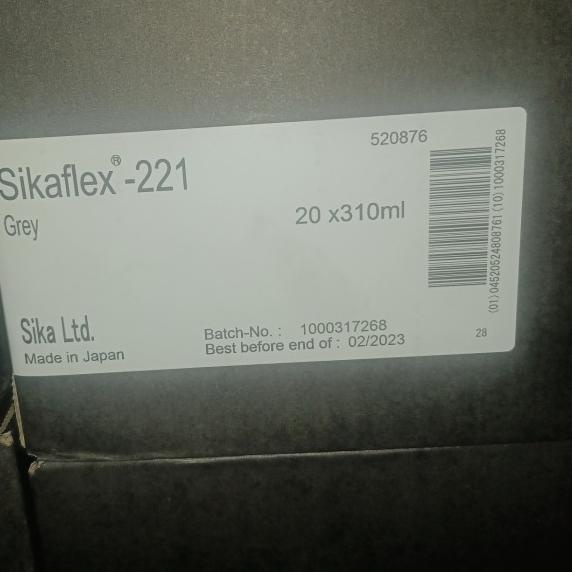 520876
Sikaflex®-221
Grey
20 x310ml
Sika Ltd.
Made in Japan
Batch-No. : 1000317268
Best before end of : 02/2023
28
(01)04520524808761(10)1000317268